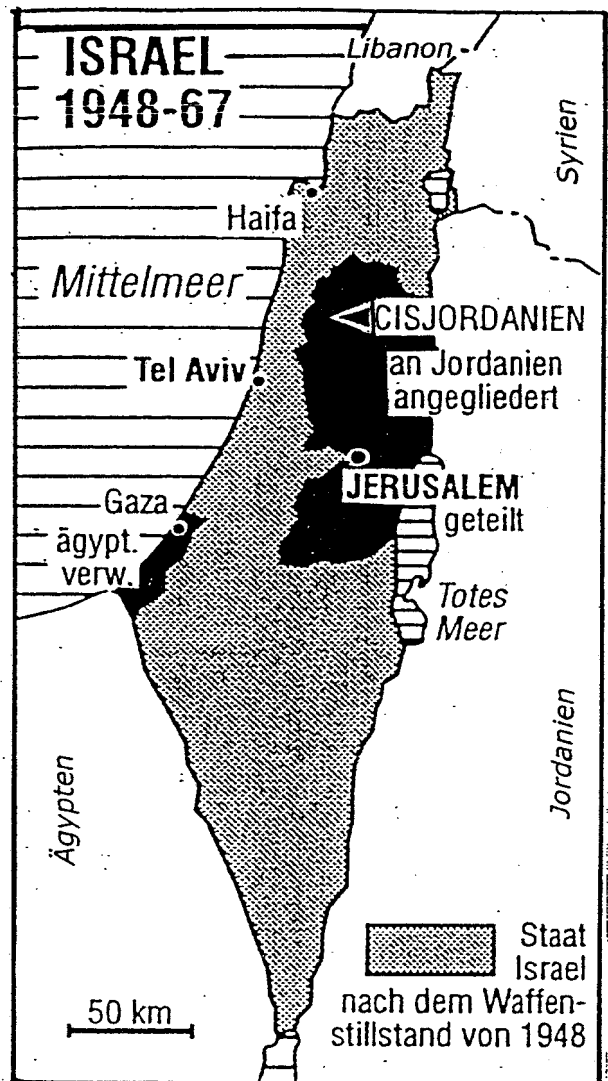 ISRAEL
1948-67
Libanon
Syrien
Haifa
Mittelmeer
CISJORDANIEN
an Jordanien
angegliedert
Tel Aviv
JERUSALEM
geteilt
Gaza
ägypt.
verw.
Totes
Meer
Ägypten
Jordanien
Staat
Israel
nach dem Waffen-
stillstand von 1948
50 km